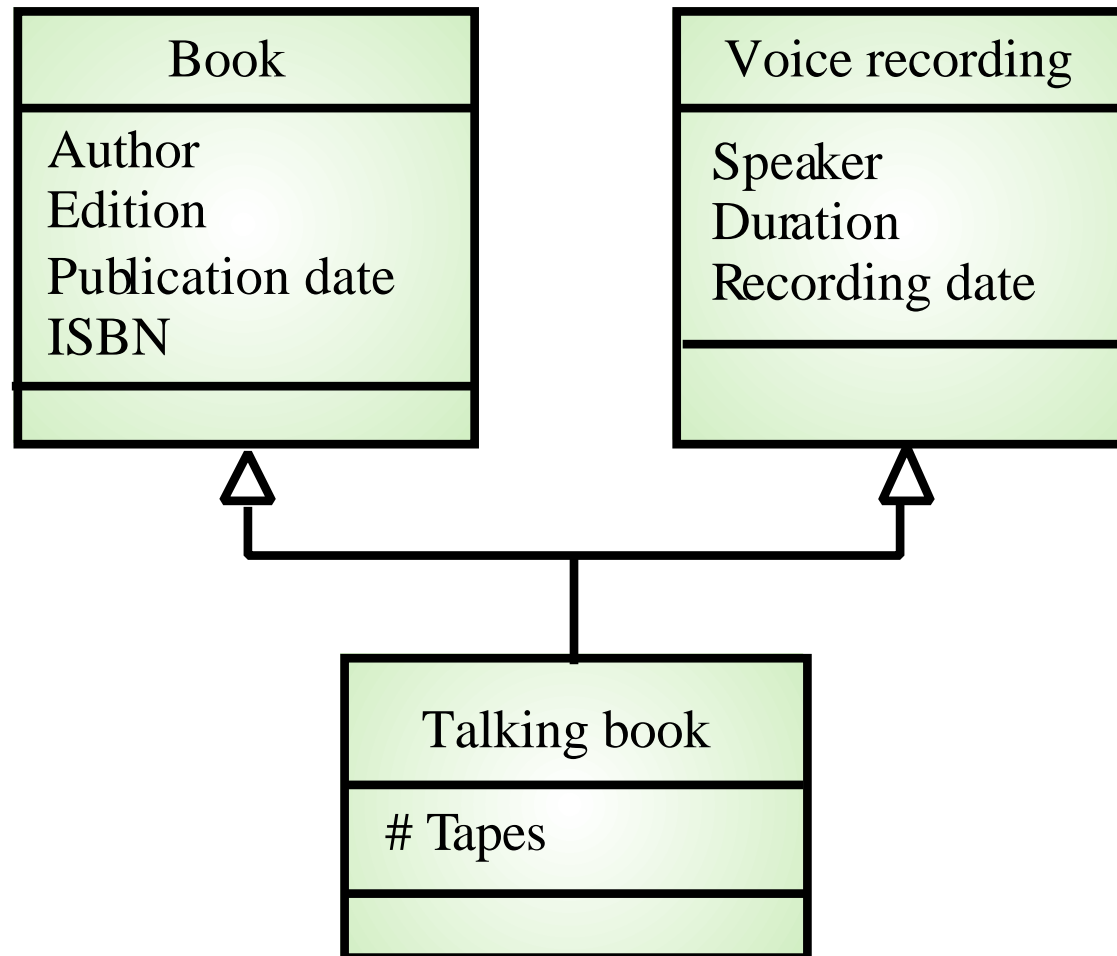 Book
Author
Edition
Publication date
ISBN
Voice recording
Speaker
Duration
Recording date
Talking book
# Tapes